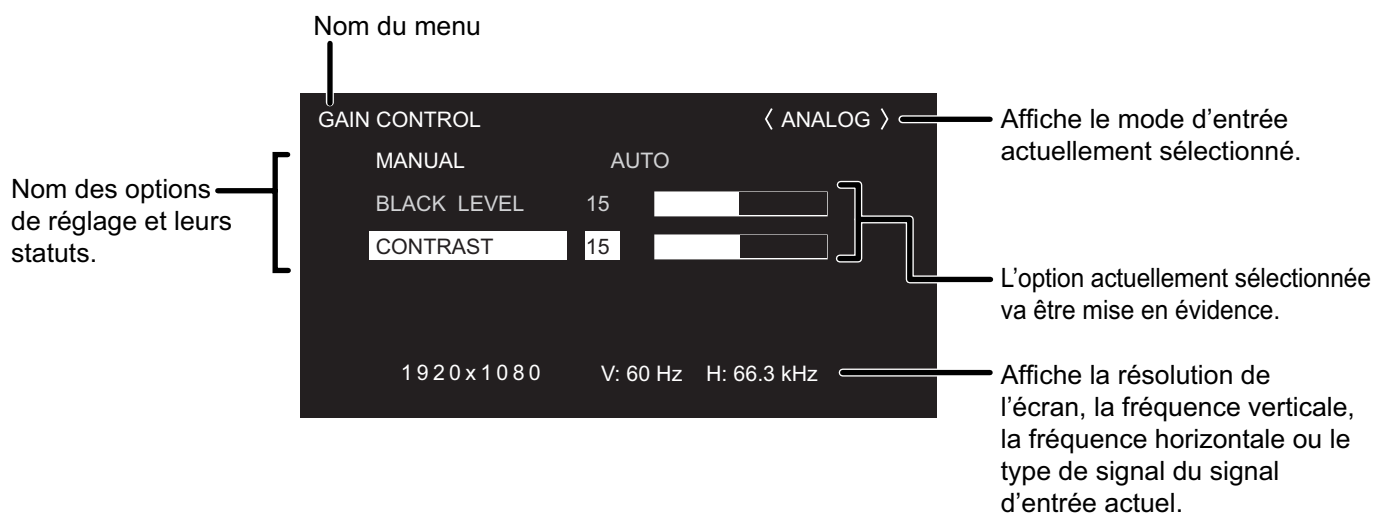 Nom du menu
GAIN CONTROL
〈 ANALOG 〉
MANUAL AUTO
BLACK LEVEL 15
CONTRAST 15
1920x1080 V: 60 Hz H: 66.3 kHz
Nom des options
de réglage et leurs
statuts.
Affiche le mode d’entrée
actuellement sélectionné.
L’option actuellement sélectionnée
va être mise en évidence.
Affiche la résolution de
l’écran, la fréquence verticale,
la fréquence horizontale ou le
type de signal du signal
d’entrée actuel.